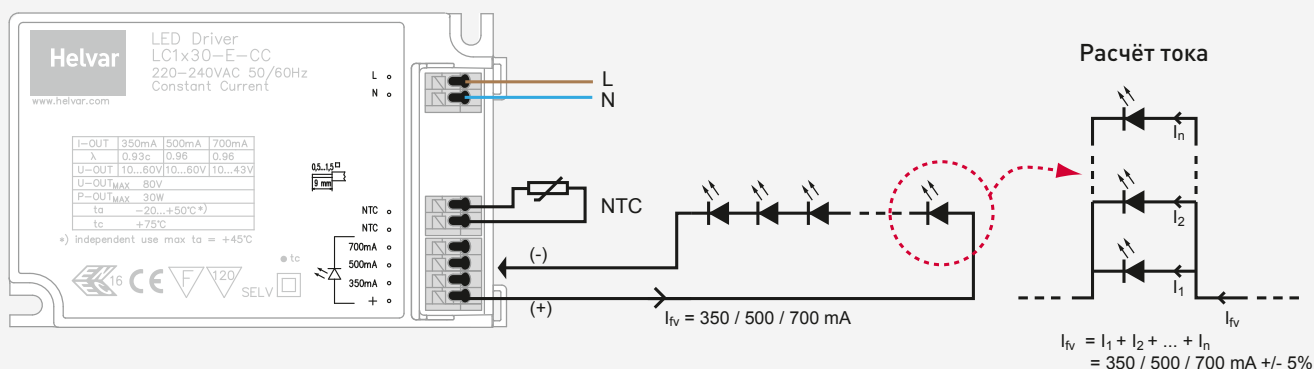 Helvar
www.helvar.com
LED Driver
LC1x30-E-CC
220-240VAC 50/60Hz
Constant Current
I-OUT 350mA 500mA 700mA
λ 0.93c 0.96 0.96
U-OUT 10...60V 10...60V 10...43V
U-OUTMAX 80V
P-OUTMAX 30W
ta -20...+50°C*)
tc +75°C
*) Independent use max ta = +45°C
16
F
120
SELV
tc
L
N
0,5...1,5
9 mm
NTC
NTC
700mA
500mA
350mA
+
L
N
NTC
(-)
(+)
Ifv = 350 / 500 / 700 mA
Расчёт тока
In
I2
I1
Ifv
Ifv = I1 + I2 + ... + In
= 350 / 500 / 700 mA +/- 5%